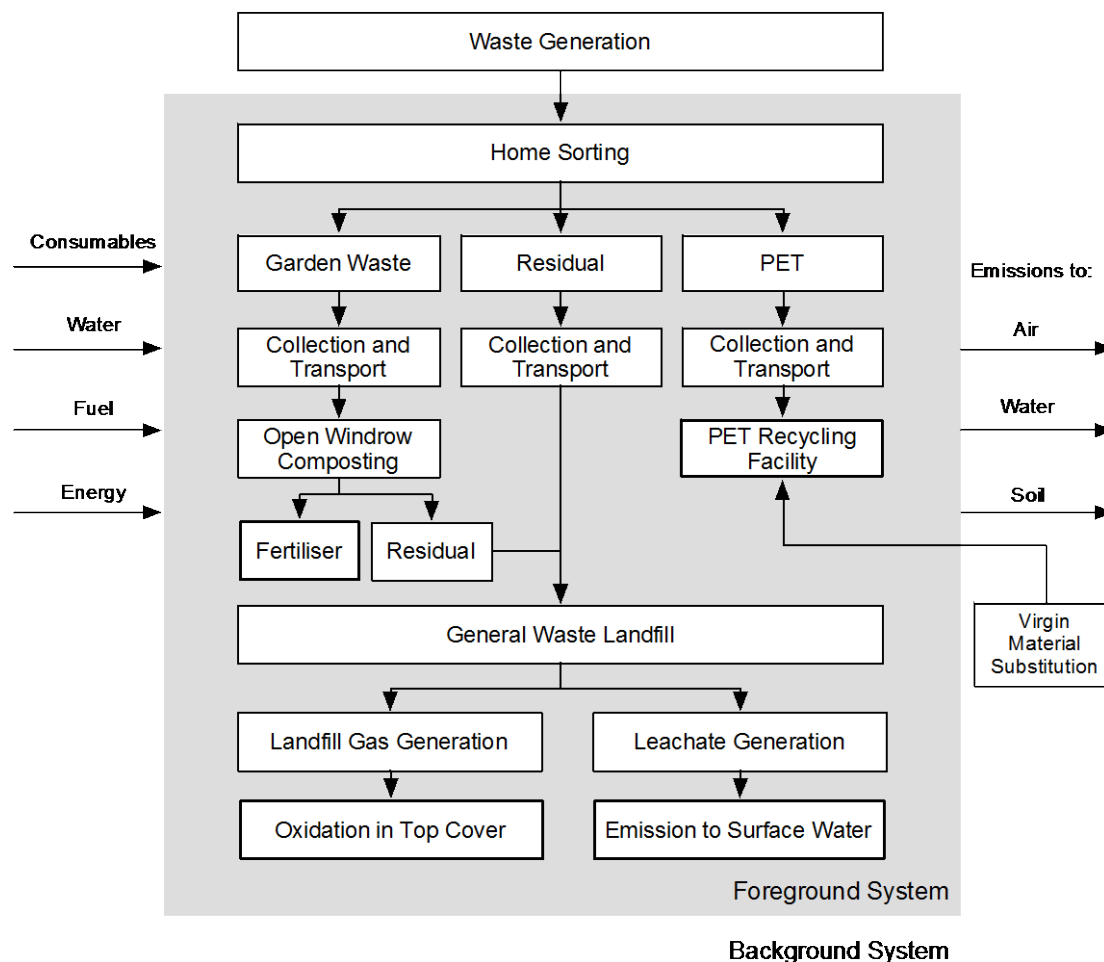 Waste Generation
Home Sorting
Consumables
Garden Waste
Residual
PET
Emissions to:
Water
Collection and
Transport
Collection and
Transport
Collection and
Transport
Air
Fuel
Open Windrow
Composting
PET Recycling
Facility
Water
Energy
Soil
Fertiliser
Residual
General Waste Landfill
Virgin
Material
Substitution
Landfill Gas Generation
Leachate Generation
Oxidation in Top Cover
Emission to Surface Water
Foreground System
Background System